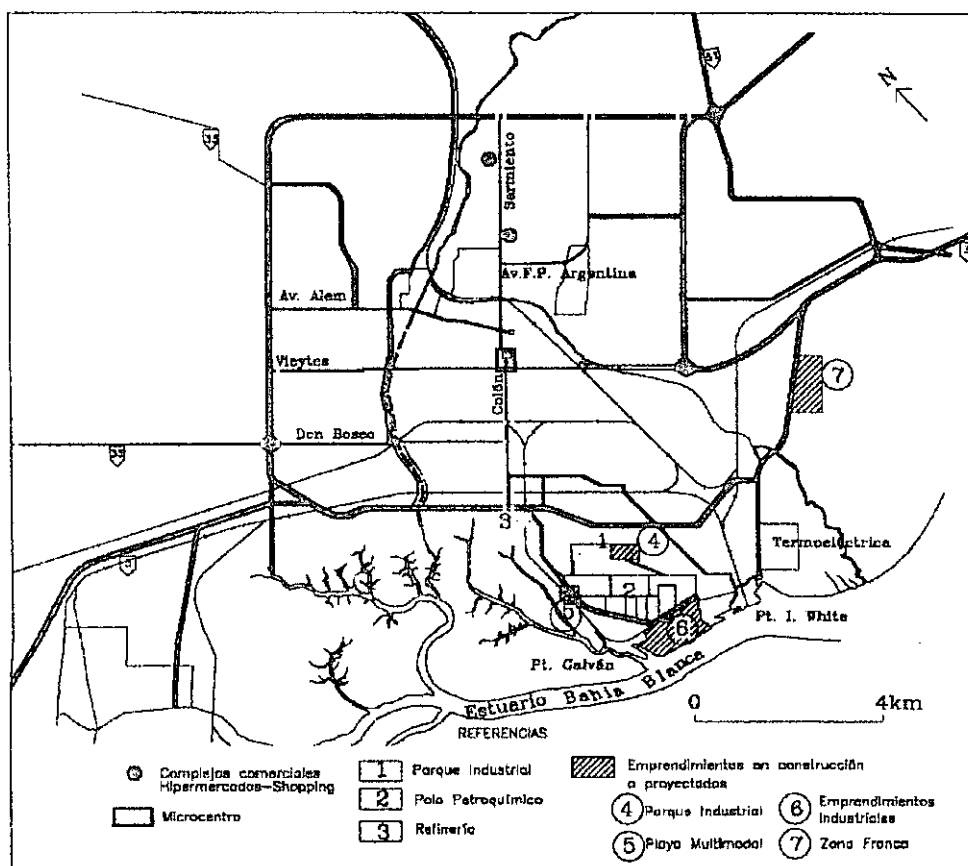 51
N
35
Sarmiento
Av.F.P. Argentina
Av. Alem
7
Vieytes
Colón
Don Bosco
35
3
1
4
Termoeléctrica
3
2
5
6
Pt. I. White
Pt. Galván
Estuario Bahia Blanca
0 4km
REFERENCIAS
Complejos comerciales
Hipermercados-Shopping
Microcentro
1 Parque Industrial
2 Polo Petroquímico
3 Refinería
Emprendimientos en construcción
o proyectados
4 Parque Industrial
5 Playa Multimodal
6 Emprendimientos
Industriales
7 Zona Franca